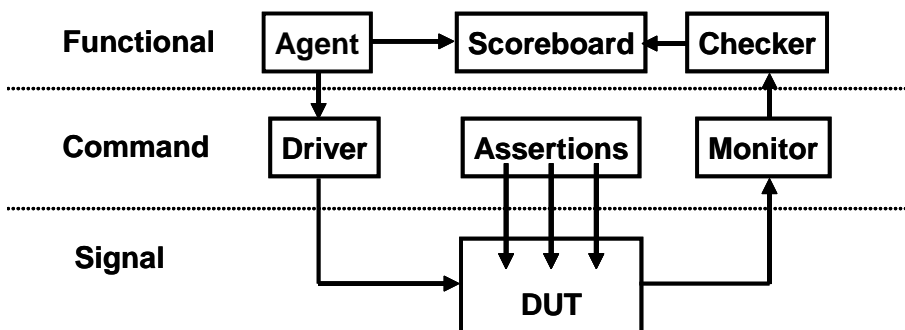 Functional Agent Scoreboard Checker
Command Driver Assertions Monitor
Signal
DUT